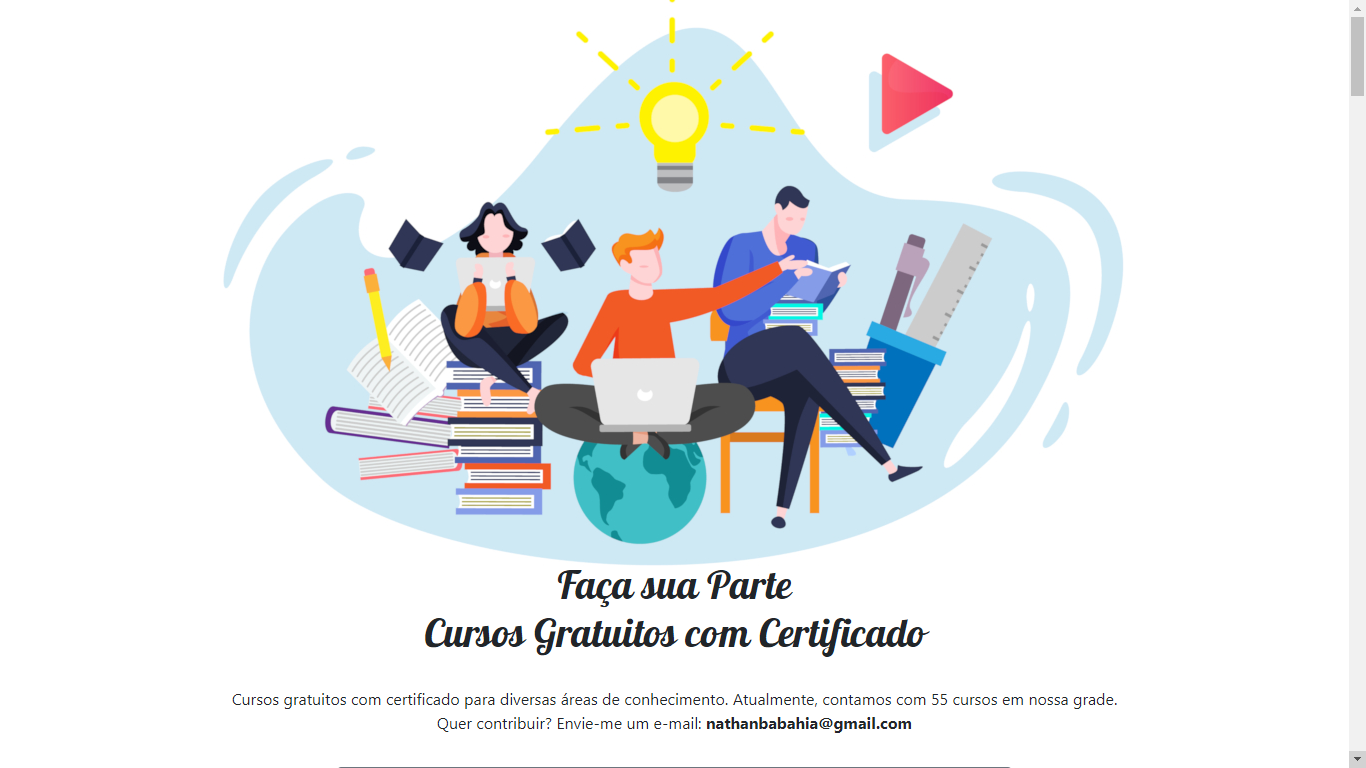 Faça sua Parte
Cursos Gratuitos com Certificado
Cursos gratuitos com certificado para diversas áreas de conhecimento. Atualmente, contamos com 55 cursos em nossa grade.
Quer contribuir? Envie-me um e-mail: nathanbabahia@gmail.com